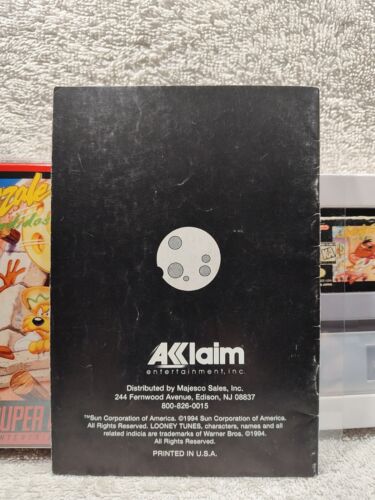 AKklaim
entertainment, inc.
Distributed by Majesco Sales, Inc.
244 Fernwood Avenue, Edison, NJ 08837
800-826-0015
™Sun Corporation of America. ©1994 Sun Corporation of America.
All Rights Reserved. LOONEY TUNES, characters, names and all
related indicia are trademarks of Warner Bros. ©1994.
All Rights Reserved.
PRINTED IN U.S.A.
SUPER